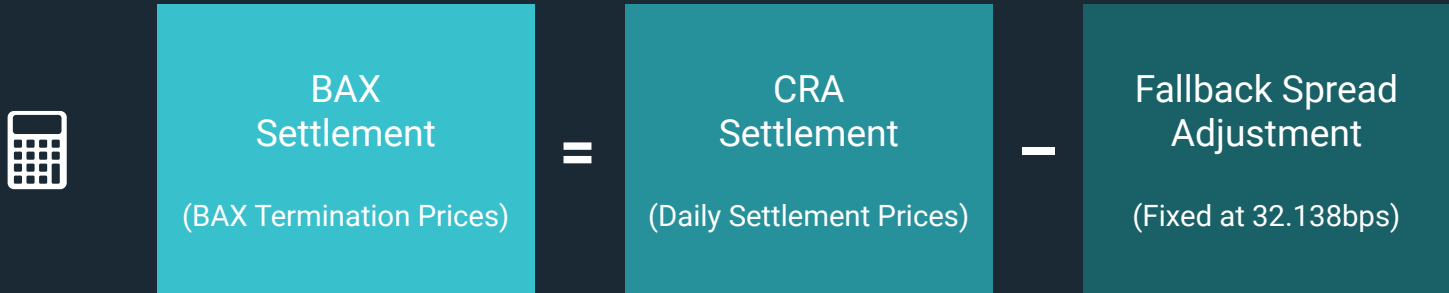 BAX
Settlement
(BAX Termination Prices)
=
CRA
Settlement
(Daily Settlement Prices)
−
Fallback Spread
Adjustment
(Fixed at 32.138bps)